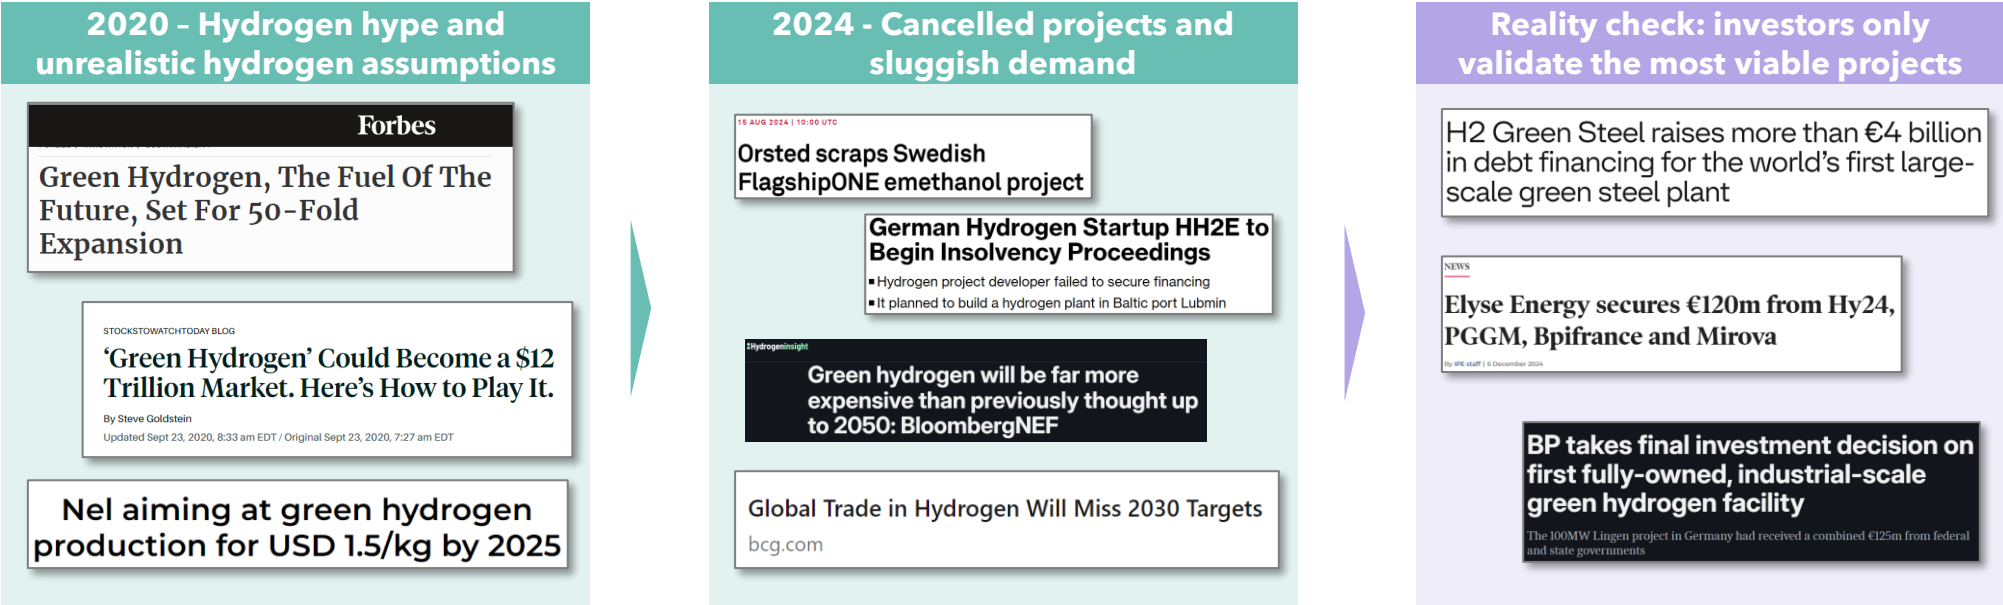 2020 – Hydrogen hype and
unrealistic hydrogen assumptions
Forbes
Green Hydrogen, The Fuel Of The
Future, Set For 50-Fold
Expansion
STOCKSTOWATCHTODAY BLOG
‘Green Hydrogen’ Could Become a $12
Trillion Market. Here’s How to Play It.
By Steve Goldstein
Updated Sept 23, 2020, 8:33 am EDT / Original Sept 23, 2020, 7:27 am EDT
Nel aiming at green hydrogen
production for USD 1.5/kg by 2025
2024 - Cancelled projects and
sluggish demand
15 AUG 2024 | 10:00 UTC
Orsted scraps Swedish
FlagshipONE emethanol project
German Hydrogen Startup HH2E to
Begin Insolvency Proceedings
▪ Hydrogen project developer failed to secure financing
▪ It planned to build a hydrogen plant in Baltic port Lubmin
Hydrogeninsight
Green hydrogen will be far more
expensive than previously thought up
to 2050: BloombergNEF
Global Trade in Hydrogen Will Miss 2030 Targets
bcg.com
Reality check: investors only
validate the most viable projects
H2 Green Steel raises more than €4 billion
in debt financing for the world’s first large-
scale green steel plant
NEWS
Elyse Energy secures €120m from Hy24,
PGGM, Bpifrance and Mirova
By IPE staff | 6 December 2024
BP takes final investment decision on
first fully-owned, industrial-scale
green hydrogen facility
The 100MW Lingen project in Germany had received a combined €125m from federal
and state governments